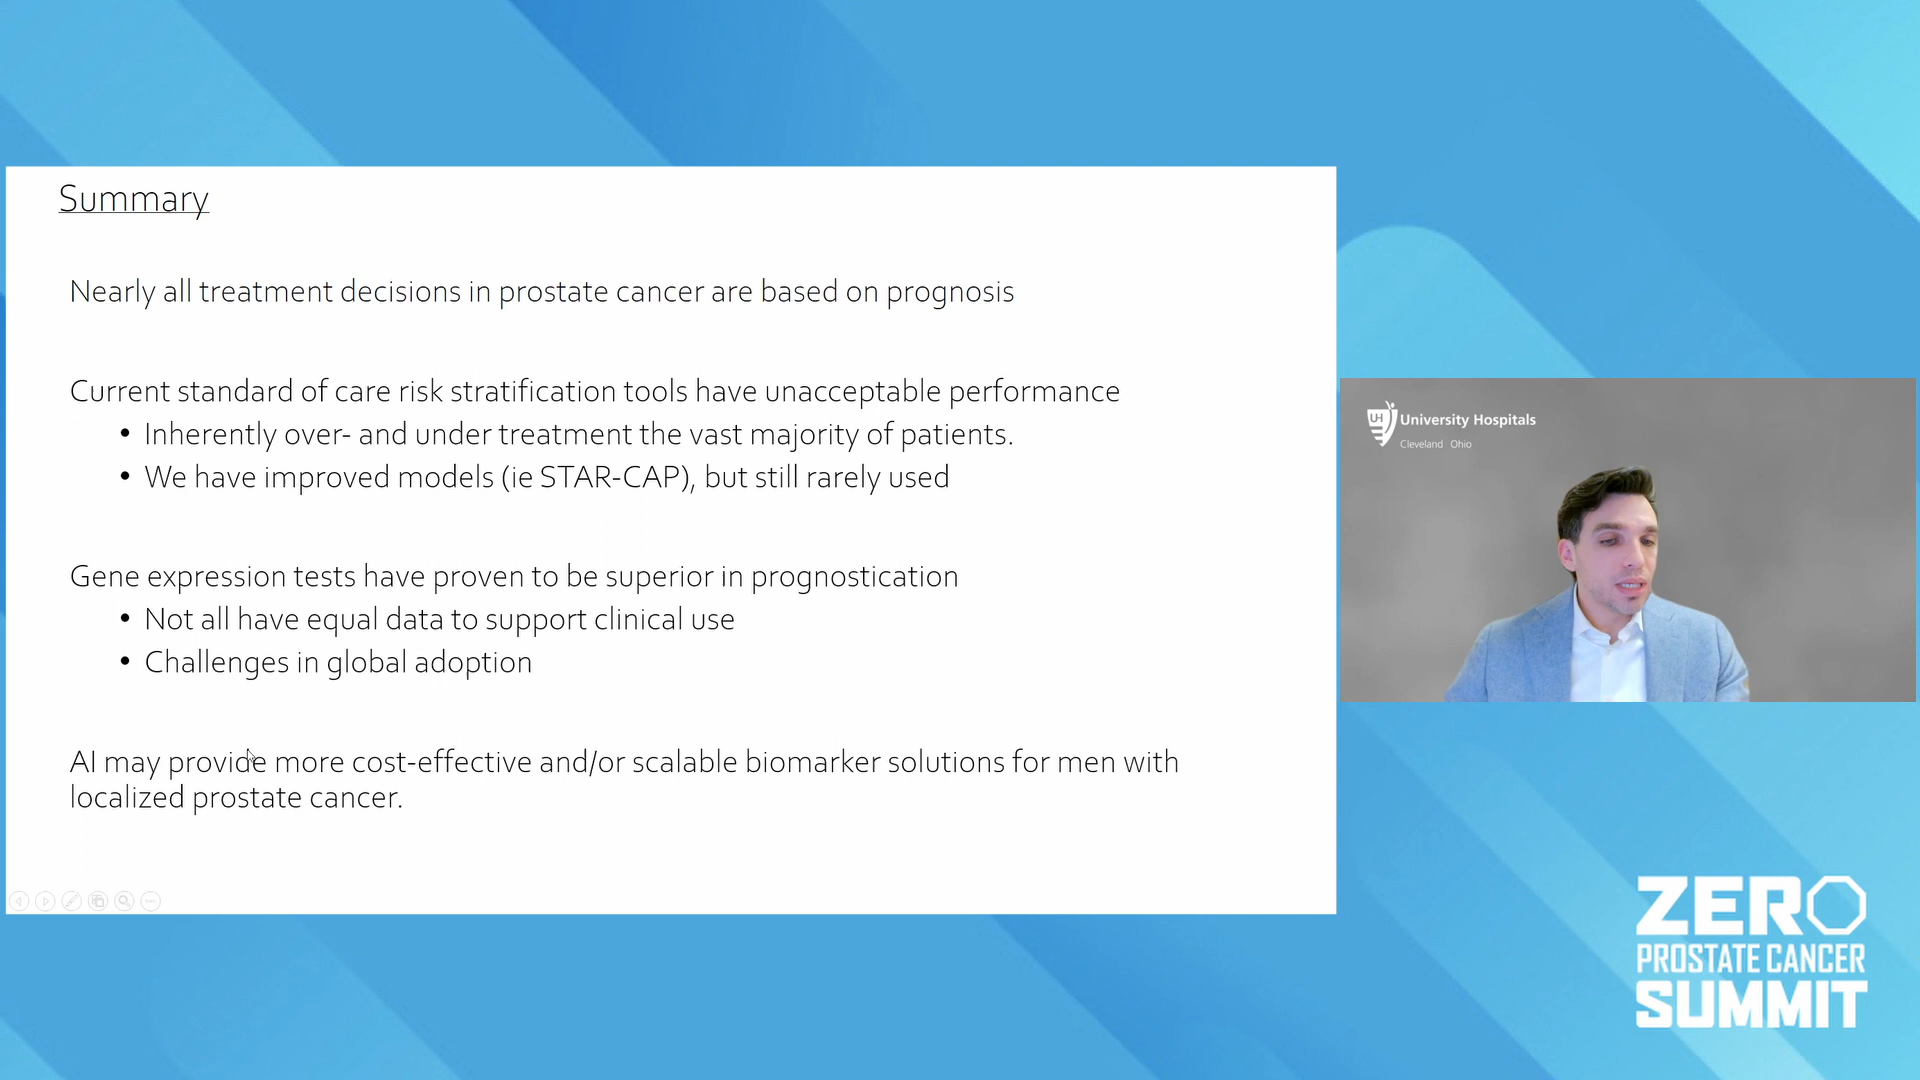 Summary
Nearly all treatment decisions in prostate cancer are based on prognosis
Current standard of care risk stratification tools have unacceptable performance
• Inherently over- and under treatment the vast majority of patients.
• We have improved models (ie STAR-CAP), but still rarely used
Gene expression tests have proven to be superior in prognostication
• Not all have equal data to support clinical use
• Challenges in global adoption
AI may provide more cost-effective and/or scalable biomarker solutions for men with
localized prostate cancer.
UH University Hospitals
Cleveland Ohio
ZERO
PROSTATE CANCER
SUMMIT